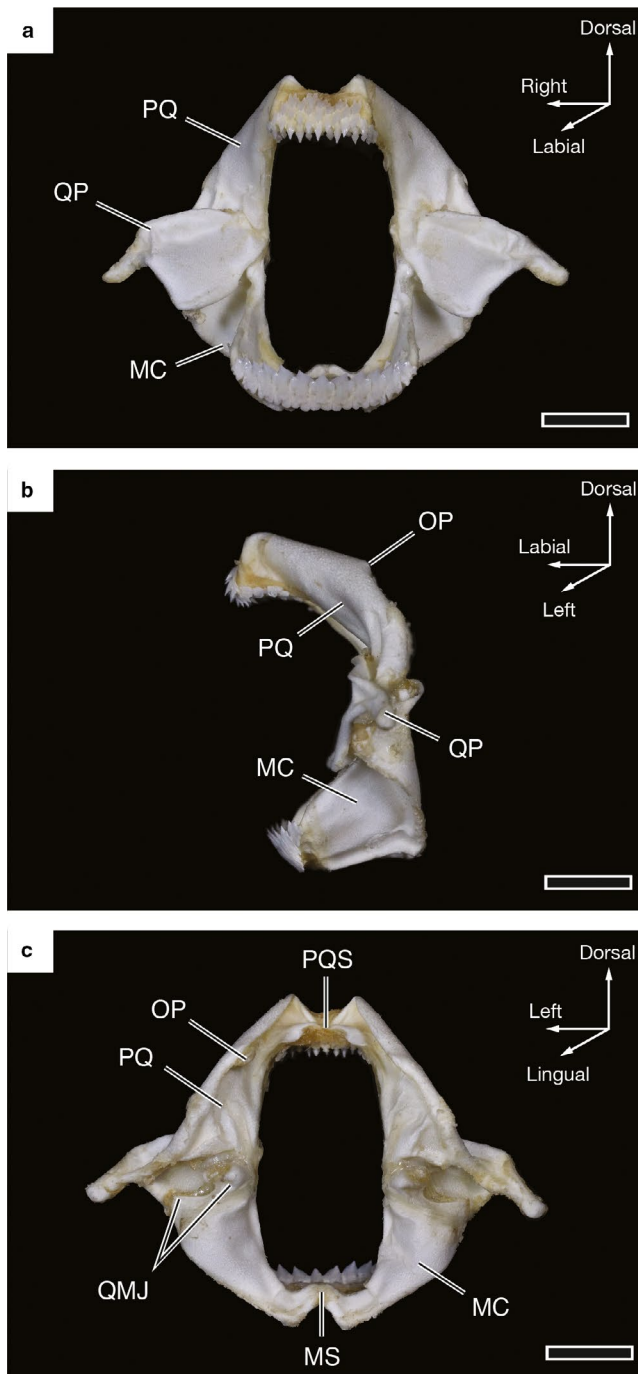 a
Dorsal
Right
Labial
PQ
QP
MC
b
Dorsal
Labial
Left
OP
PQ
QP
MC
c
Dorsal
Left
Lingual
PQS
OP
PQ
QMJ
MC
MS